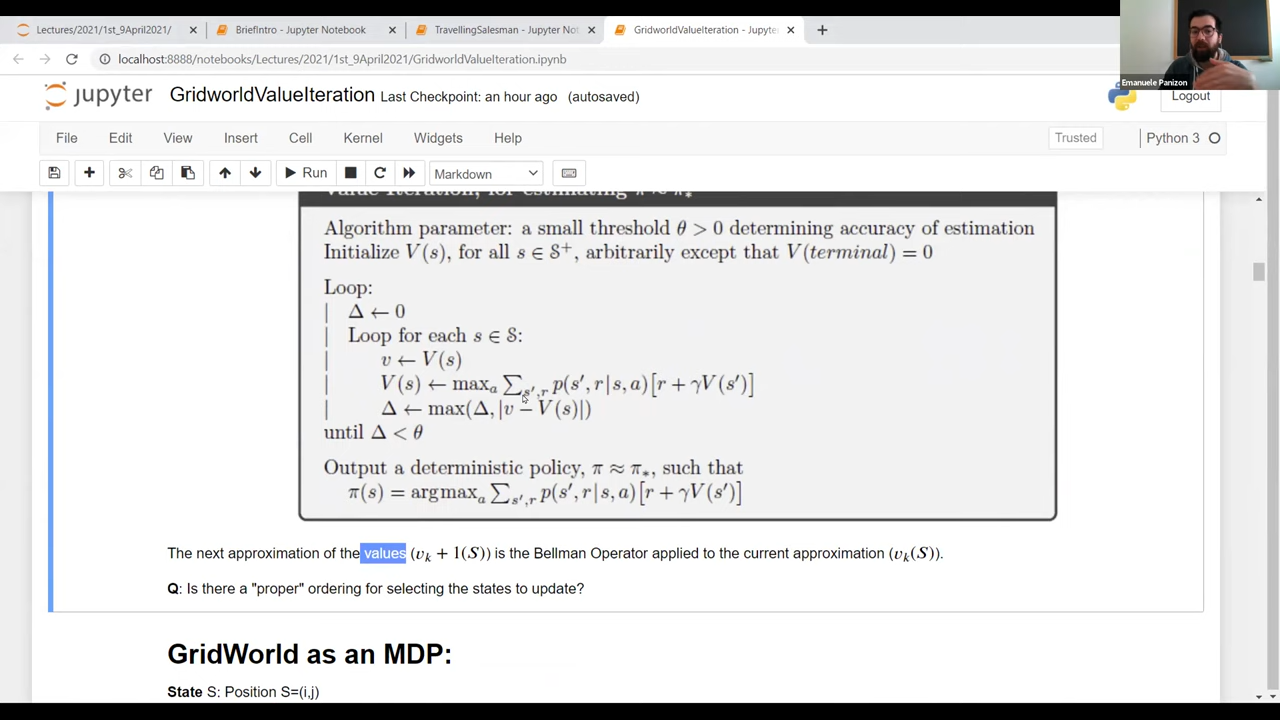 Lectures/2021/1st_9April2021/
BriefIntro - Jupyter Notebook
TravellingSalesman - Jupyter Not
GridworldValueIteration - Jupyte
localhost:8888/notebooks/Lectures/2021/1st_9April2021/GridworldValueIteration.ipynb
Emanuele Panizon
jupyter GridworldValueIteration Last Checkpoint: an hour ago (autosaved)
Logout
File Edit View Insert Cell Kernel Widgets Help
Trusted Python 3
Run Markdown
Value Iteration, for estimating π ≈ π*
Algorithm parameter: a small threshold θ > 0 determining accuracy of estimation
Initialize V(s), for all s ∈ S⁺, arbitrarily except that V(terminal) = 0
Loop:
| Δ ← 0
| Loop for each s ∈ S:
| v ← V(s)
| V(s) ← maxₐ ∑s′,r p(s′, r|s, a)[r + γV(s′)]
| Δ ← max(Δ, |v − V(s)|)
until Δ < θ
Output a deterministic policy, π ≈ π*, such that
π(s) = argmaxₐ ∑s′,r p(s′, r|s, a)[r + γV(s′)]
The next approximation of the values (vₖ + 1(S)) is the Bellman Operator applied to the current approximation (vₖ(S)).
Q: Is there a "proper" ordering for selecting the states to update?
GridWorld as an MDP:
State S: Position S=(i,j)